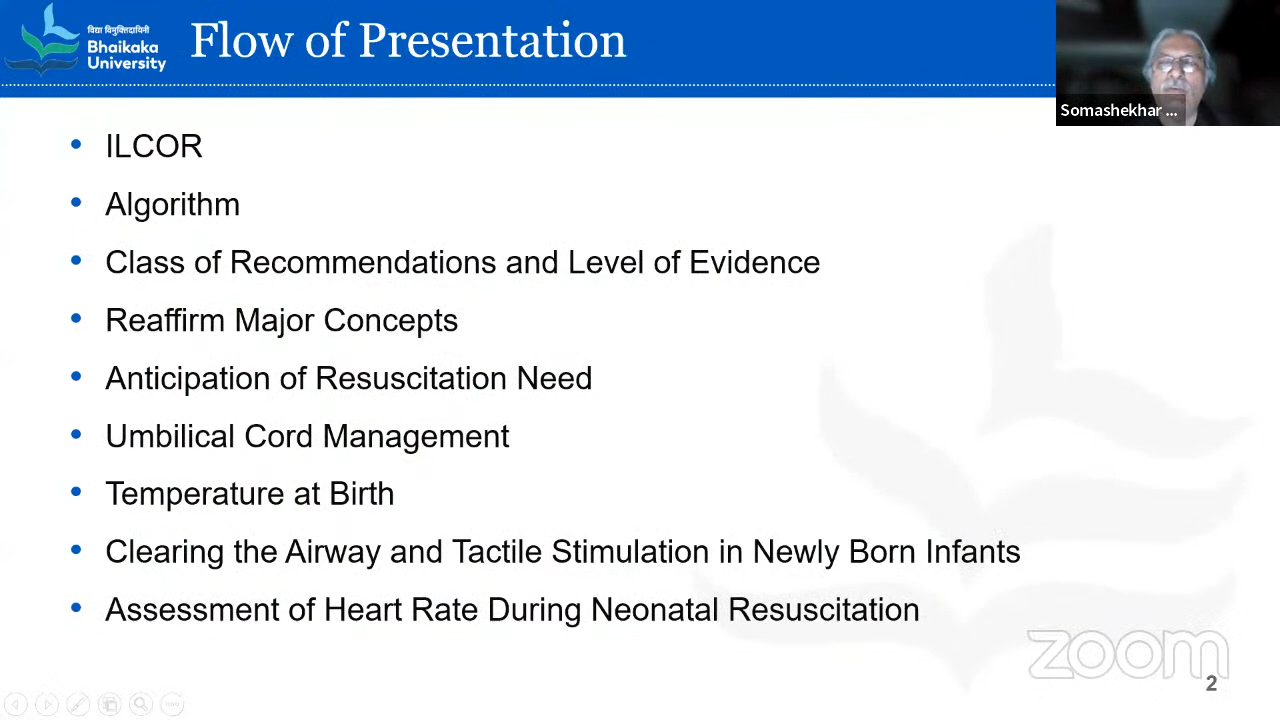 विद्या विमुक्तिदायिनी
Bhaikaka
University
Flow of Presentation
Somashekhar ...
• ILCOR
• Algorithm
• Class of Recommendations and Level of Evidence
• Reaffirm Major Concepts
• Anticipation of Resuscitation Need
• Umbilical Cord Management
• Temperature at Birth
• Clearing the Airway and Tactile Stimulation in Newly Born Infants
• Assessment of Heart Rate During Neonatal Resuscitation
zoom
2